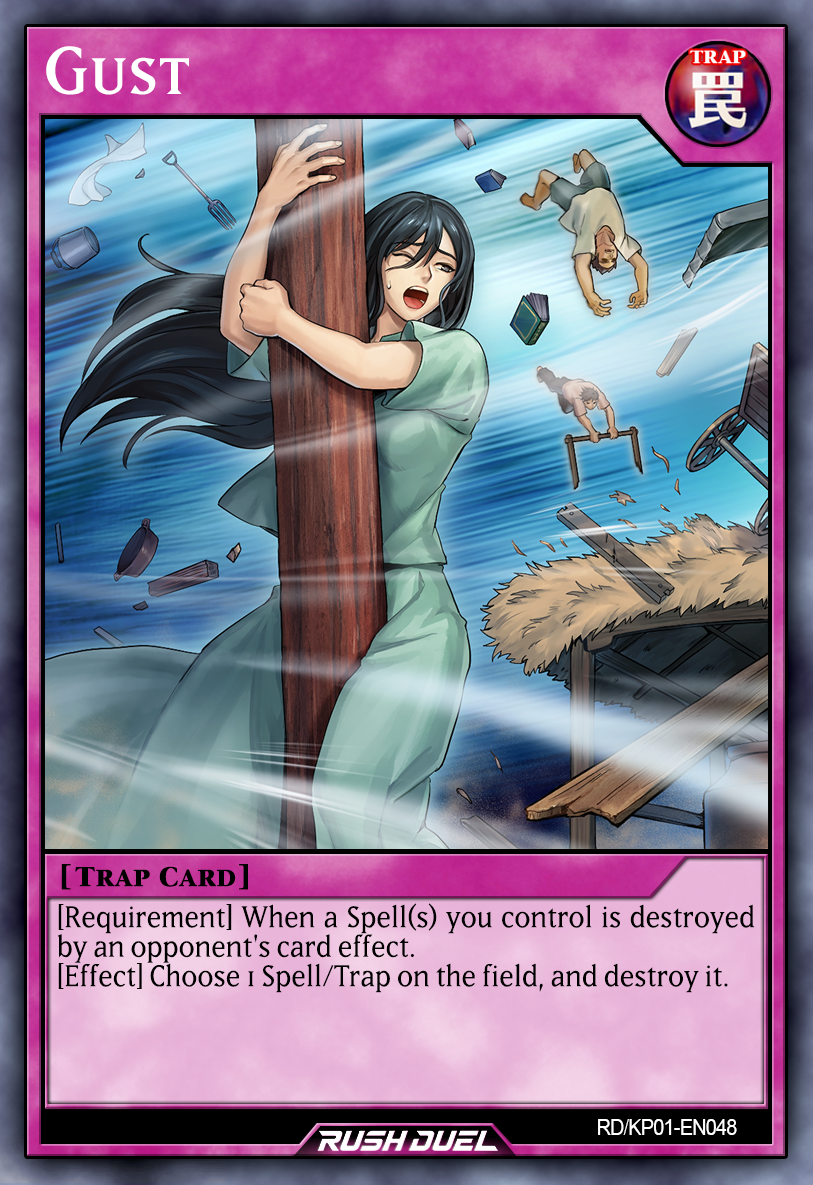 Gust
TRAP
罠
[Trap Card]
[Requirement] When a Spell(s) you control is destroyed
by an opponent's card effect.
[Effect] Choose 1 Spell/Trap on the field, and destroy it.
RD/KP01-EN048
RUSH DUEL